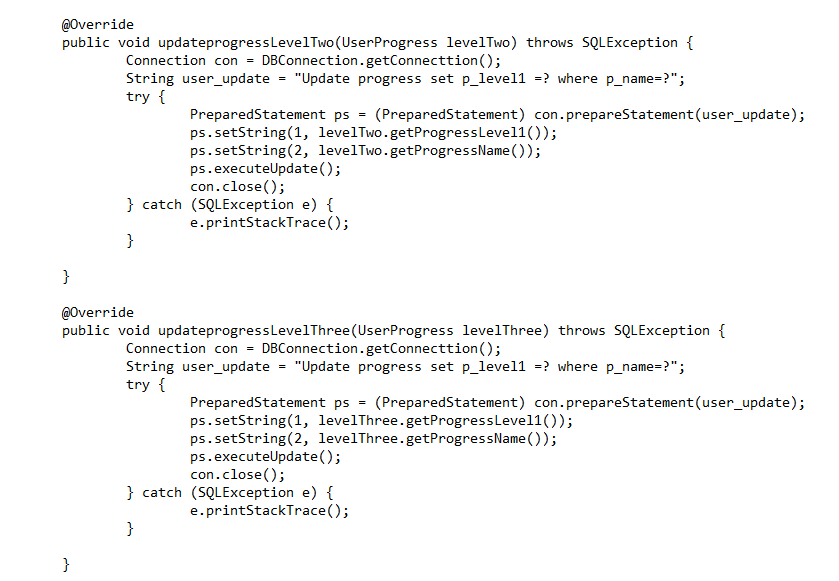 @Override
public void updateprogressLevelTwo(UserProgress levelTwo) throws SQLException {
Connection con = DBConnection.getConnecttion();
String user_update = "Update progress set p_level1 =? where p_name=?";
try {
PreparedStatement ps = (PreparedStatement) con.prepareStatement(user_update);
ps.setString(1, levelTwo.getProgressLevel1());
ps.setString(2, levelTwo.getProgressName());
ps.executeUpdate();
con.close();
} catch (SQLException e) {
e.printStackTrace();
}
}
@Override
public void updateprogressLevelThree(UserProgress levelThree) throws SQLException {
Connection con = DBConnection.getConnecttion();
String user_update = "Update progress set p_level1 =? where p_name=?";
try {
PreparedStatement ps = (PreparedStatement) con.prepareStatement(user_update);
ps.setString(1, levelThree.getProgressLevel1());
ps.setString(2, levelThree.getProgressName());
ps.executeUpdate();
con.close();
} catch (SQLException e) {
e.printStackTrace();
}
}